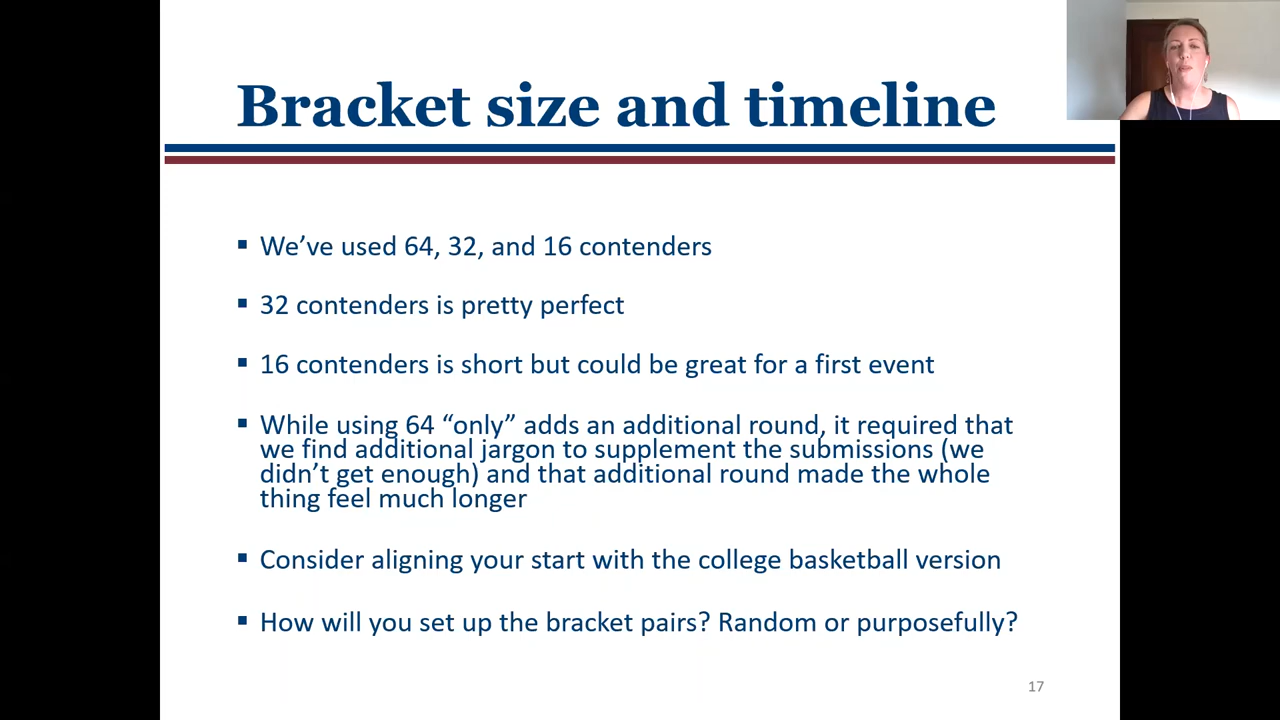 Bracket size and timeline
▪ We’ve used 64, 32, and 16 contenders
▪ 32 contenders is pretty perfect
▪ 16 contenders is short but could be great for a first event
▪ While using 64 “only” adds an additional round, it required that
we find additional jargon to supplement the submissions (we
didn’t get enough) and that additional round made the whole
thing feel much longer
▪ Consider aligning your start with the college basketball version
▪ How will you set up the bracket pairs? Random or purposefully?
17